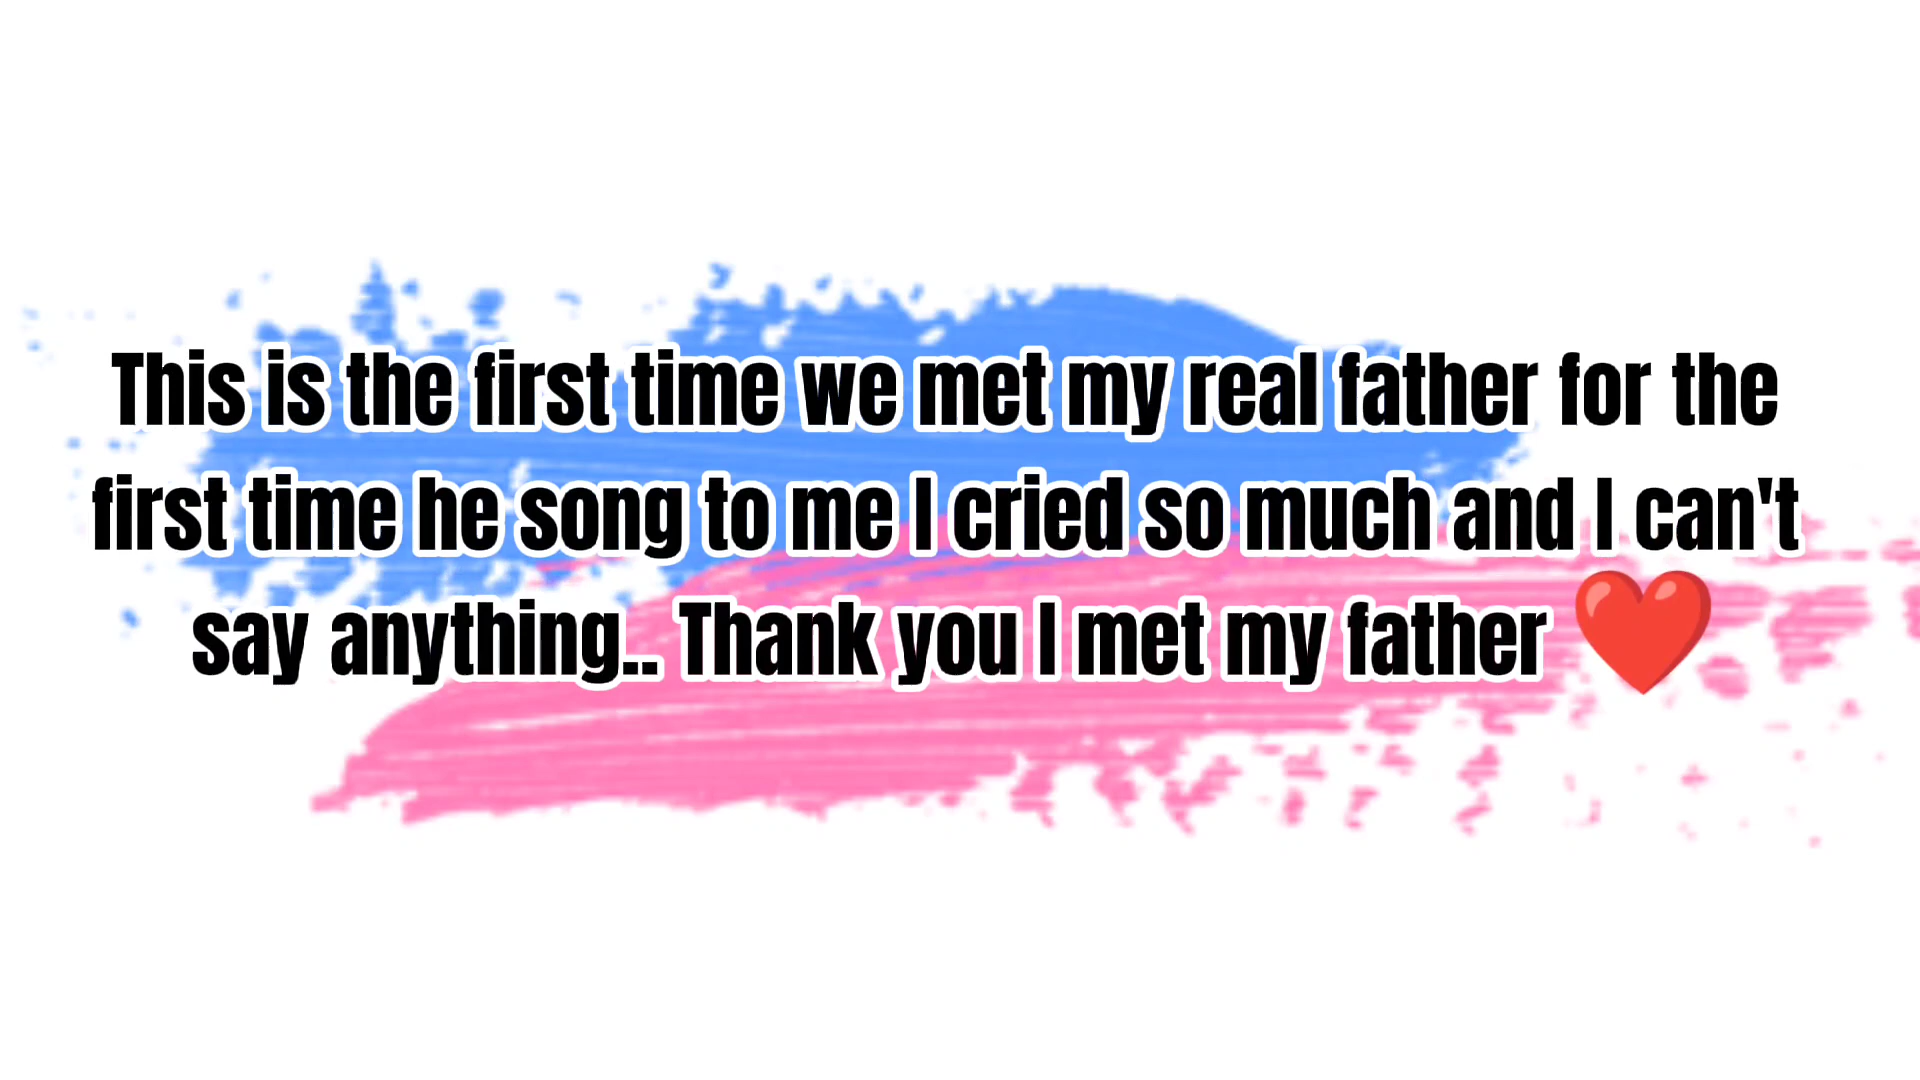 This is the first time we met my real father for the
first time he song to me I cried so much and I can't
say anything.. Thank you I met my father ❤️